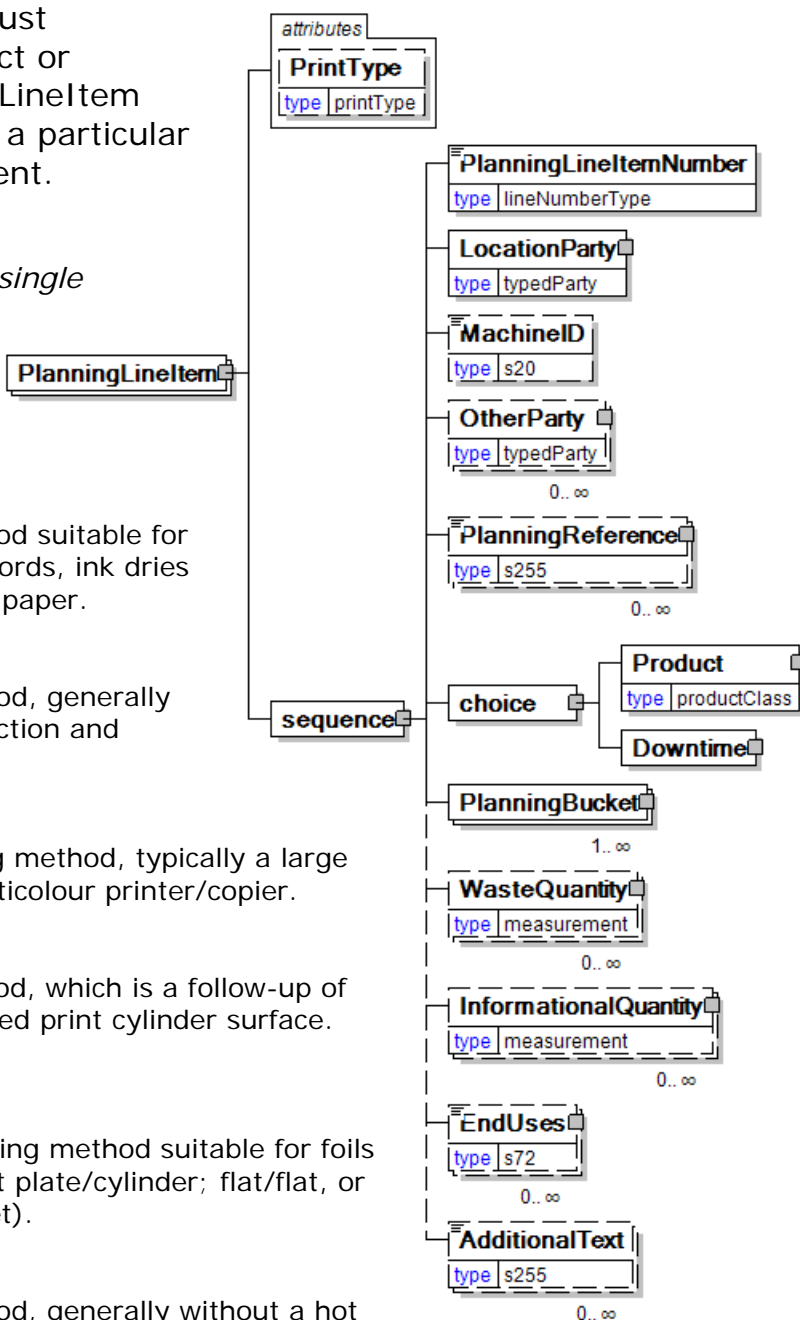 ust
ct or
LineItem
a particular
ent.
single
od suitable for
ords, ink dries
paper.
od, generally
ction and
g method, typically a large
ticolour printer/copier.
od, which is a follow-up of
ed print cylinder surface.
ing method suitable for foils
t plate/cylinder; flat/flat, or
et).
od, generally without a hot
PlanningLineItem
attributes
PrintType
type printType
sequence
PlanningLineItemNumber
type lineNumberType
LocationParty
type typedParty
MachineID
type s20
OtherParty
type typedParty
0.. ∞
PlanningReference
type s255
0.. ∞
choice
Product
type productClass
Downtime
PlanningBucket
1.. ∞
WasteQuantity
type measurement
0.. ∞
InformationalQuantity
type measurement
0.. ∞
EndUses
type s72
0.. ∞
AdditionalText
type s255
0.. ∞